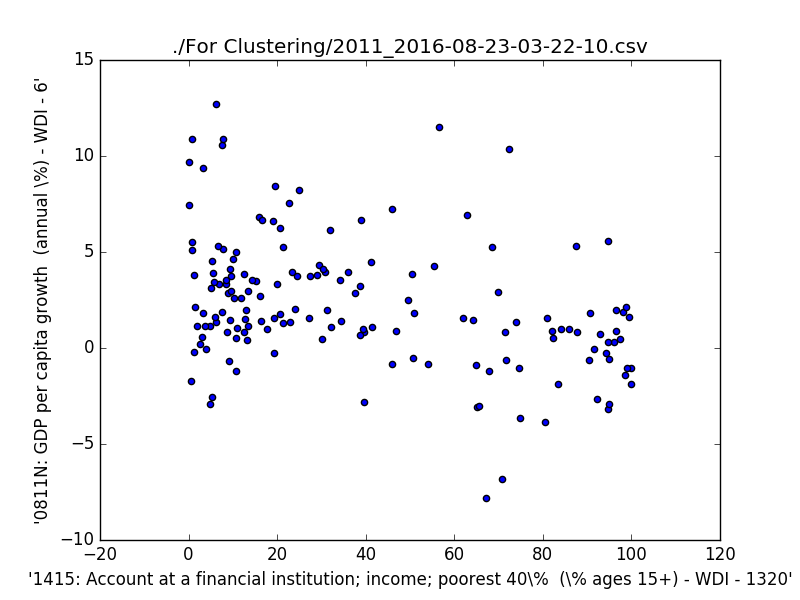 ./For Clustering/2011_2016-08-23-03-22-10.csv
'0811N: GDP per capita growth  (annual \%) - WDI - 6'
15
10
5
0
−5
−10
−20 0 20 40 60 80 100 120
'1415: Account at a financial institution; income; poorest 40\%  (\% ages 15+) - WDI - 1320'